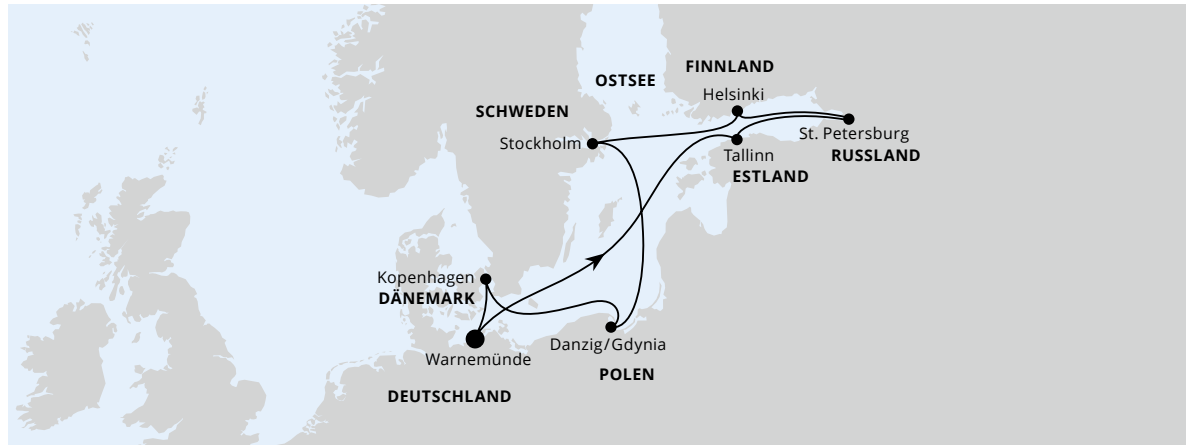 FINNLAND
OSTSEE
Helsinki
SCHWEDEN
Stockholm
St. Petersburg
RUSSLAND
Tallinn
ESTLAND
Kopenhagen
DÄNEMARK
Danzig/Gdynia
Warnemünde
POLEN
DEUTSCHLAND